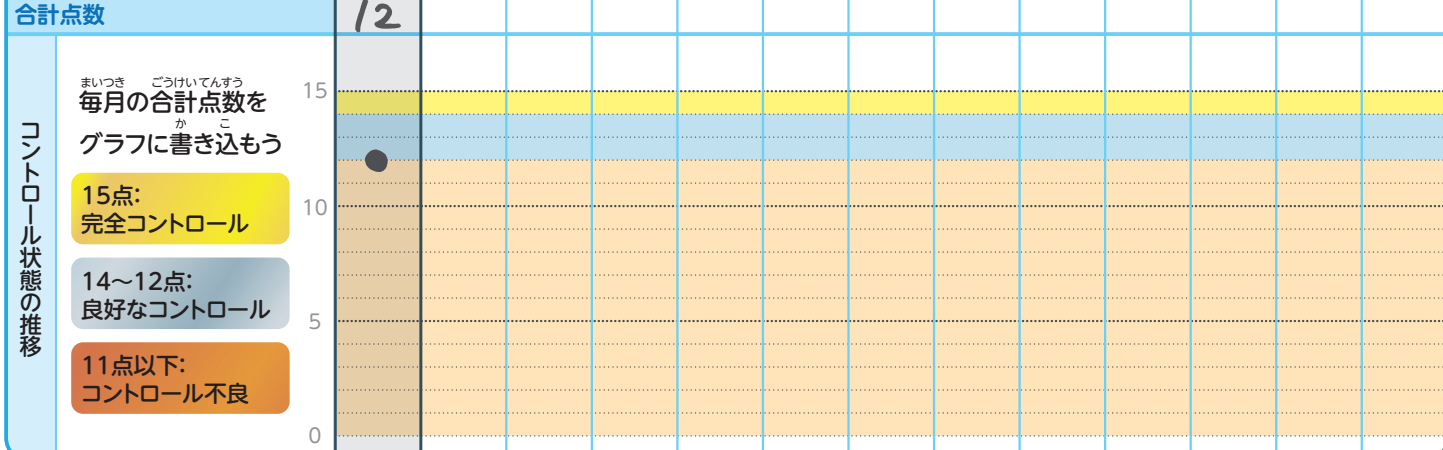 合計点数
12
コントロール状態の推移
まいつき ごうけいてんすう
毎月の合計点数を
か こ
グラフに書き込もう
15点:
完全コントロール
14〜12点:
良好なコントロール
11点以下:
コントロール不良
15
10
5
0